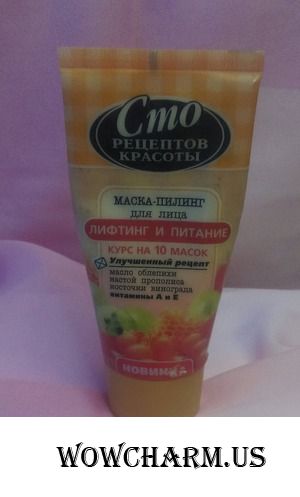 Сто
РЕЦЕПТОВ
КРАСОТЫ
МАСКА-ПИЛИНГ
для лица
ЛИФТИНГ И ПИТАНИЕ
КУРС НА 10 МАСОК
Улучшенный рецепт
масло облепихи
настой прополиса
косточки винограда
витамины А и Е
НОВИНКА
WOWCHARM.US